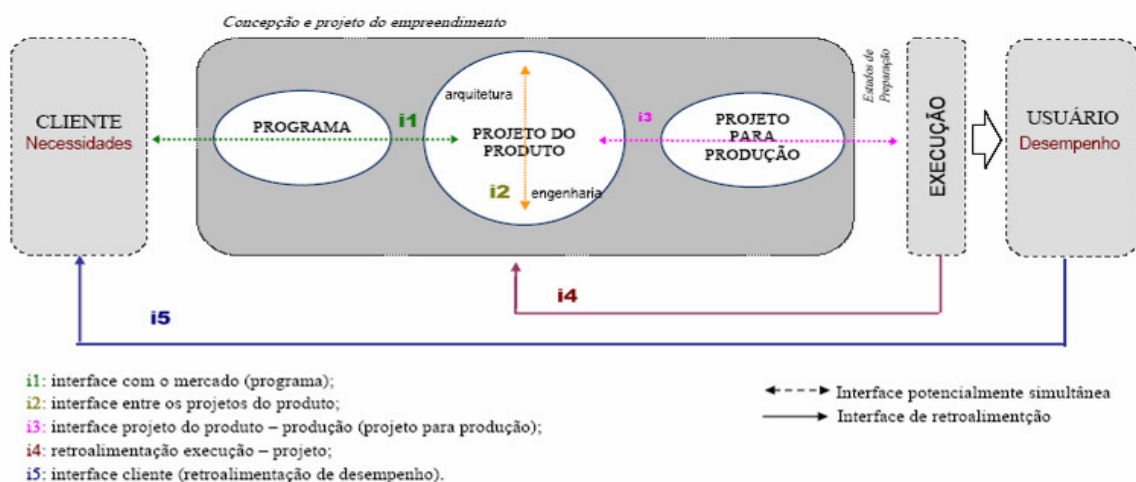 Concepção e projeto do empreendimento
CLIENTE
Necessidades
PROGRAMA
i1
arquitetura
PROJETO DO
PRODUTO
i2
engenharia
i3
PROJETO
PARA
PRODUÇÃO
Estudos de
Preparação
EXECUÇÃO
USUÁRIO
Desempenho
i4
i5
i1: interface com o mercado (programa);
i2: interface entre os projetos do produto;
i3: interface projeto do produto – produção (projeto para produção);
i4: retroalimentação execução – projeto;
i5: interface cliente (retroalimentação de desempenho).
Interface potencialmente simultânea
Interface de retroalimentção